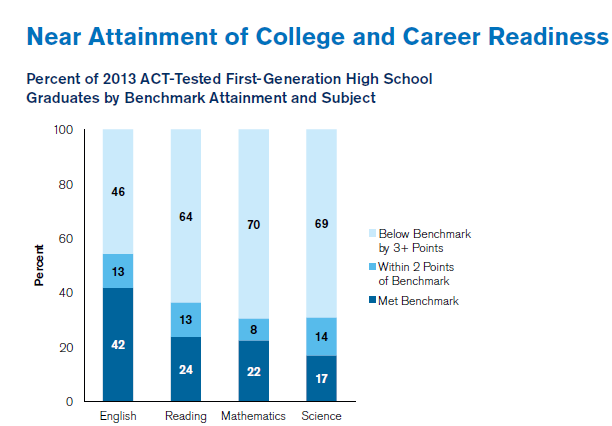 Near Attainment of College and Career Readiness
Percent of 2013 ACT-Tested First-Generation High School
Graduates by Benchmark Attainment and Subject
100
80
60
40
20
0
Percent
46
13
42
64
13
24
70
8
22
69
14
17
English
Reading
Mathematics
Science
Below Benchmark
by 3+ Points
Within 2 Points
of Benchmark
Met Benchmark